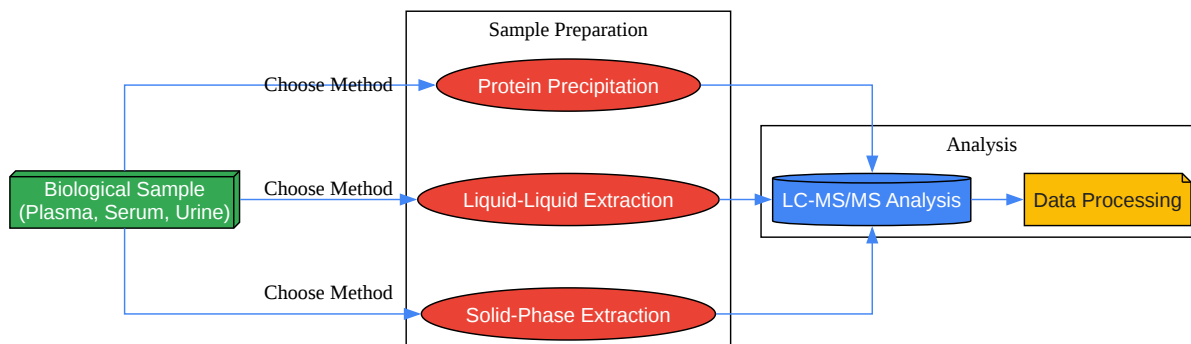 Sample Preparation
Choose Method
Protein Precipitation
Analysis
Biological Sample
(Plasma, Serum, Urine)
Choose Method
Liquid-Liquid Extraction
LC-MS/MS Analysis
Data Processing
Choose Method
Solid-Phase Extraction